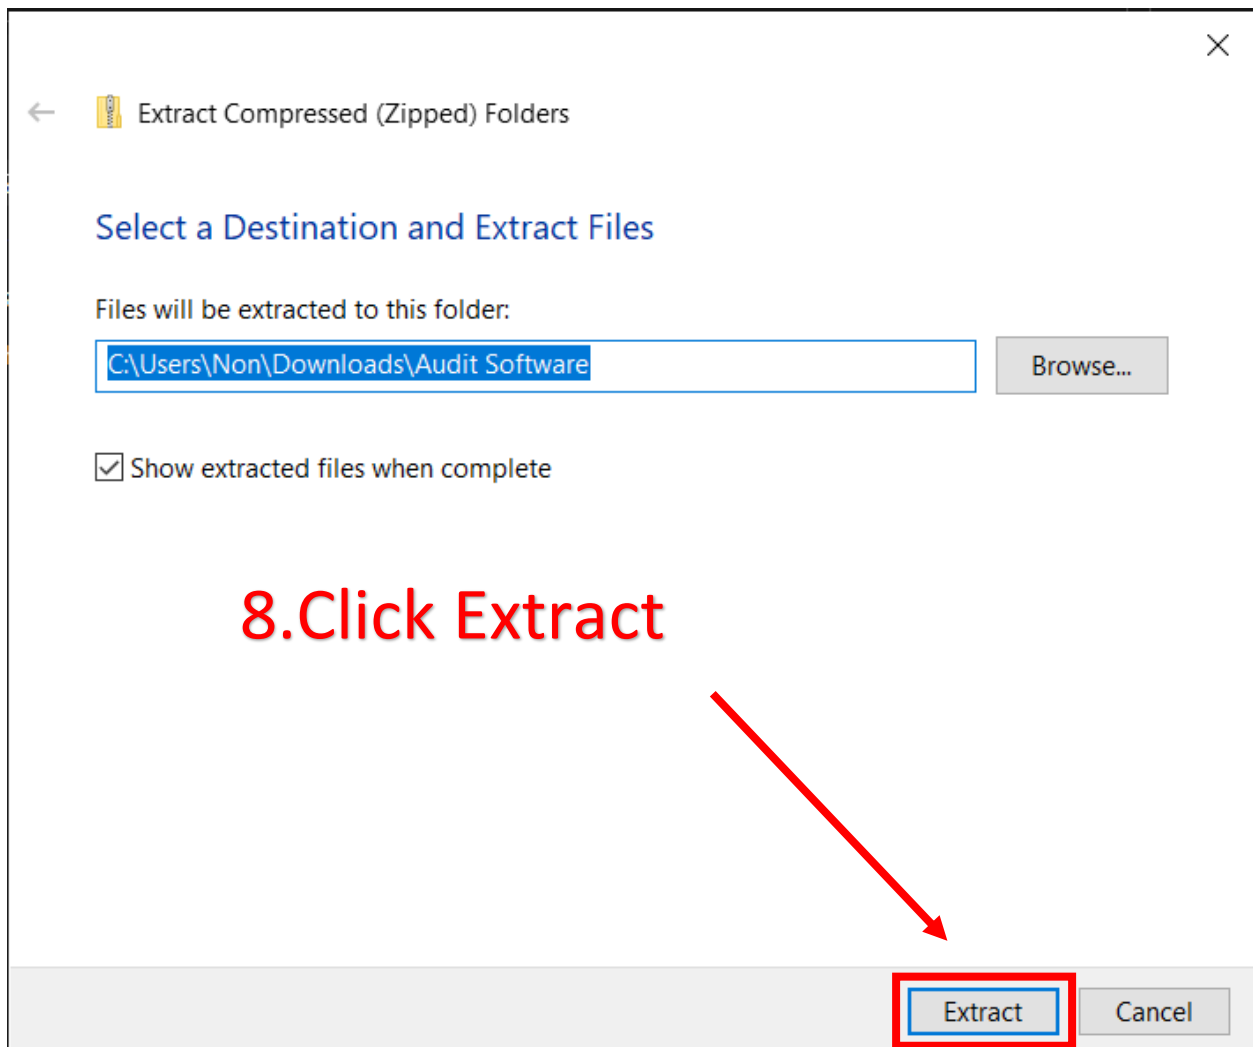 Extract Compressed (Zipped) Folders
Select a Destination and Extract Files
Files will be extracted to this folder:
C:\Users\Non\Downloads\Audit Software
Browse...
Show extracted files when complete
8.Click Extract
Extract
Cancel